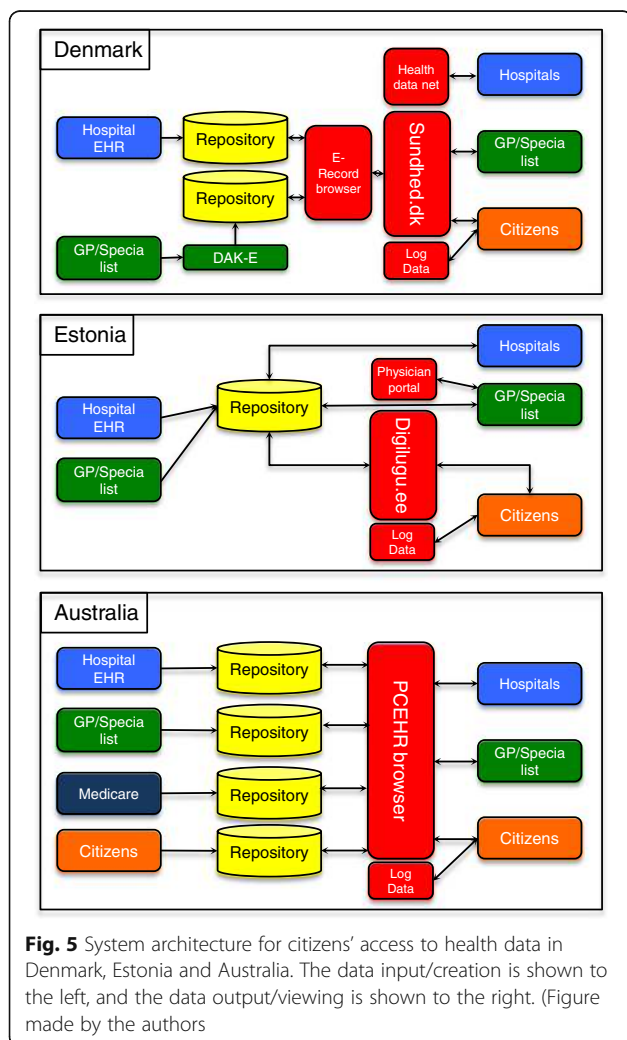 Denmark
Health
data net
Hospitals
Hospital
EHR
Repository
E-
Record
browser
Sundhed.dk
GP/Specia
list
Repository
Citizens
GP/Specia
list
DAK-E
Log
Data
Estonia
Hospitals
Physician
portal
Hospital
EHR
Repository
GP/Specia
list
GP/Specia
list
Digilugu.ee
Citizens
Log
Data
Australia
Hospital
EHR
Repository
PCEHR browser
Hospitals
GP/Specia
list
Repository
GP/Specia
list
Medicare
Repository
Citizens
Repository
Citizens
Log
Data
Fig. 5 System architecture for citizens’ access to health data in
Denmark, Estonia and Australia. The data input/creation is shown to
the left, and the data output/viewing is shown to the right. (Figure
made by the authors